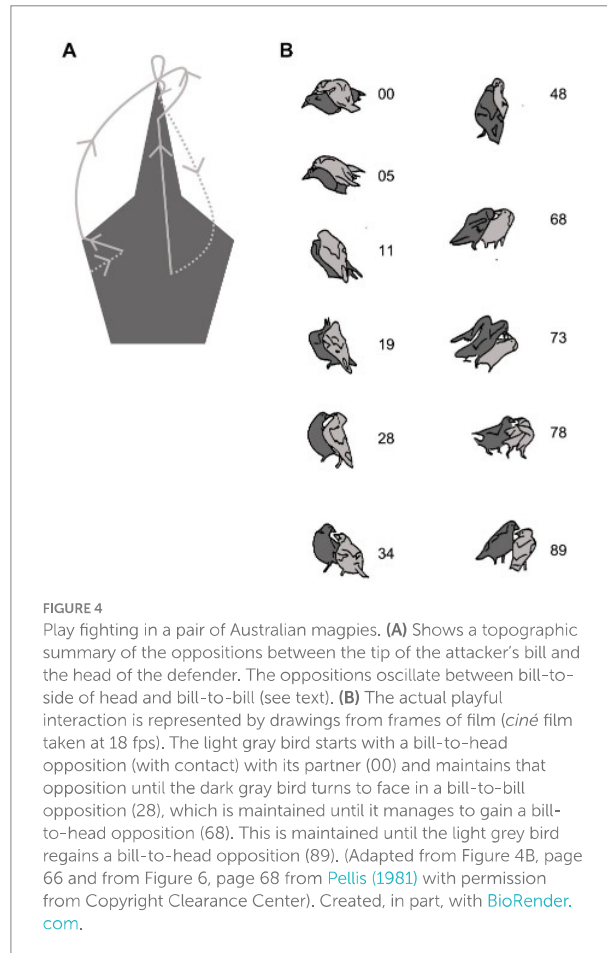 A
B
00
48
05
68
11
19
73
28
78
34
89
FIGURE 4
Play fighting in a pair of Australian magpies. (A) Shows a topographic
summary of the oppositions between the tip of the attacker's bill and
the head of the defender. The oppositions oscillate between bill-to-
side of head and bill-to-bill (see text). (B) The actual playful
interaction is represented by drawings from frames of film (ciné film
taken at 18 fps). The light gray bird starts with a bill-to-head
opposition (with contact) with its partner (00) and maintains that
opposition until the dark gray bird turns to face in a bill-to-bill
opposition (28), which is maintained until it manages to gain a bill-
to-head opposition (68). This is maintained until the light grey bird
regains a bill-to-head opposition (89). (Adapted from Figure 4B, page
66 and from Figure 6, page 68 from Pellis (1981) with permission
from Copyright Clearance Center). Created, in part, with BioRender.
com.